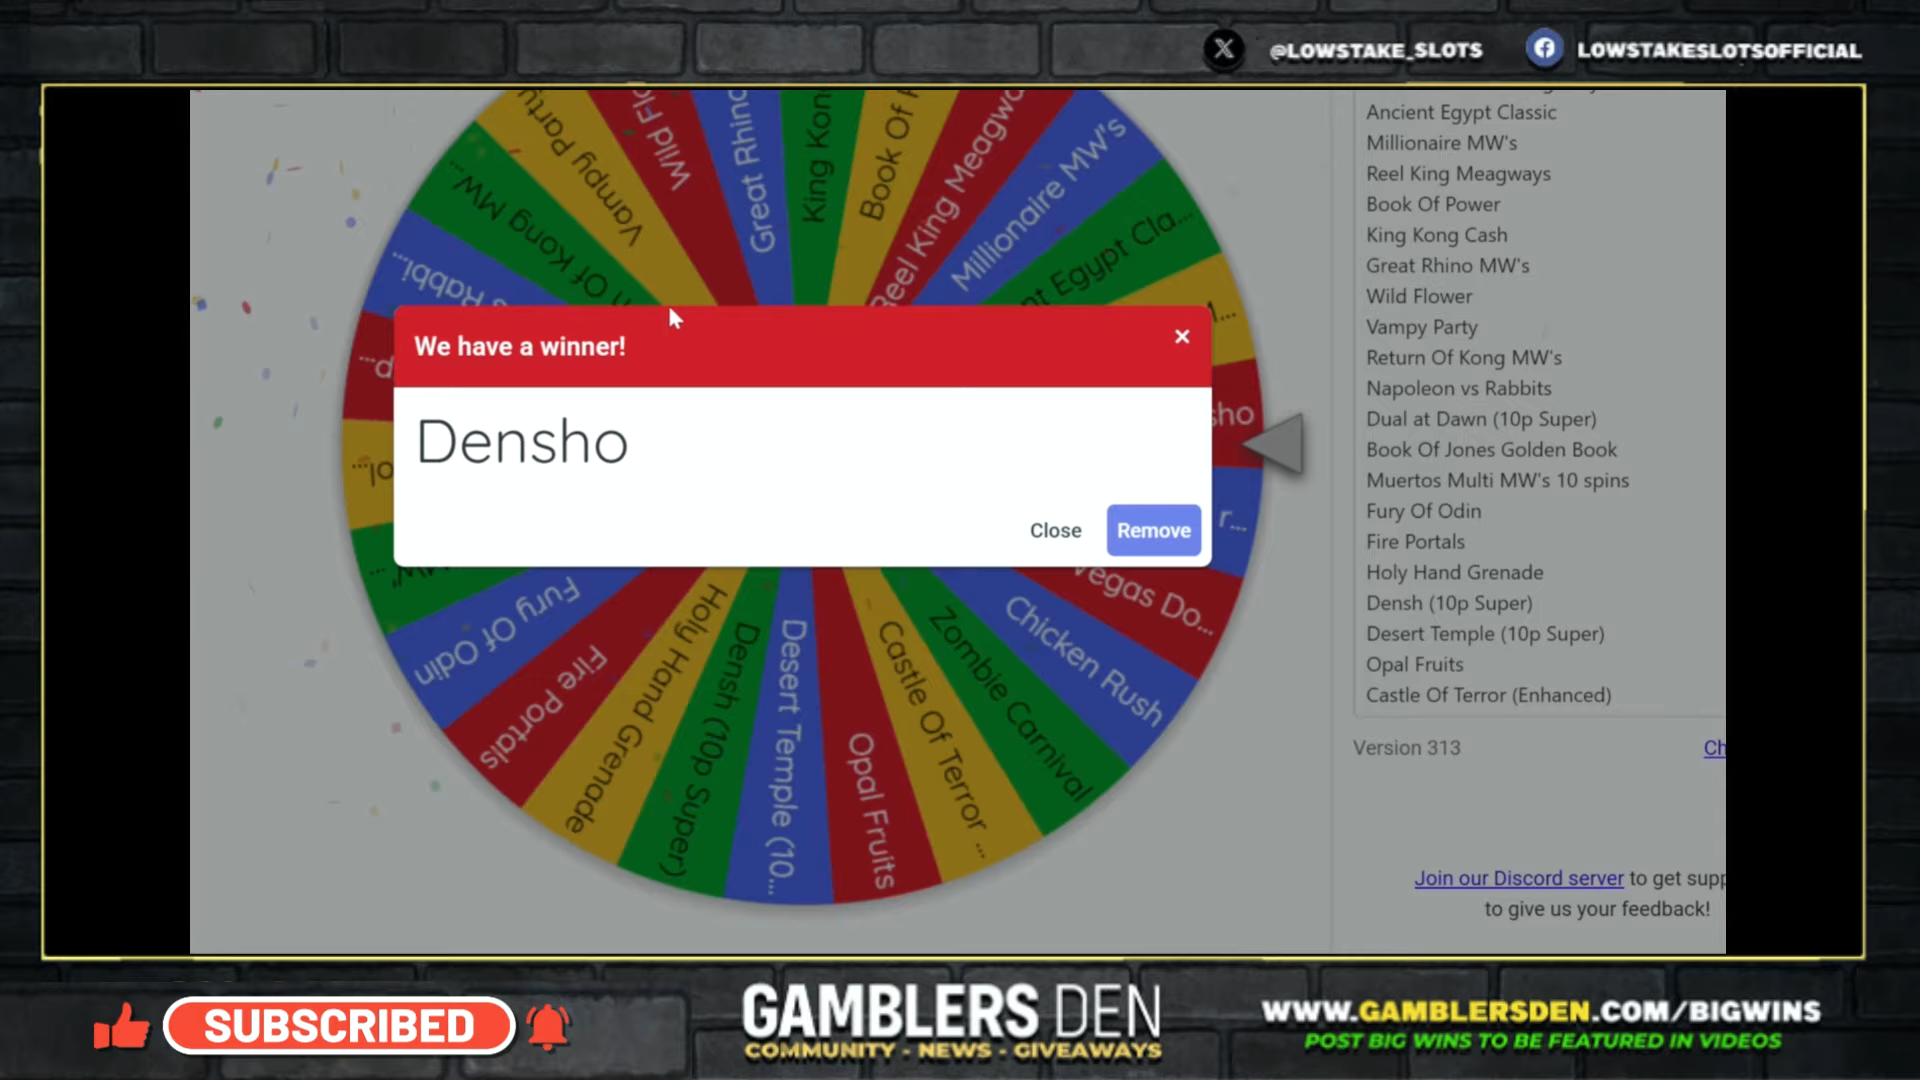 @LOWSTAKE_SLOTS
LOWSTAKESLOTSOFFICIAL
Vampy Party
Wild Flo
Great Rhino
King Kon
Book Of P
Reel King Meagwa
Millionaire MW's
nt Egypt Cla...
Of Kong MW...
s Rabbi...
We have a winner!
Densho
Close
Remove
sho
r...
Vegas Do...
Chicken Rush
Zombie Carnival
Castle Of Terror ...
Opal Fruits
Desert Temple (10...
Densh (10p Super)
Holy Hand Grenade
Fire Portals
Fury Of Odin
Ancient Egypt Classic
Millionaire MW's
Reel King Meagways
Book Of Power
King Kong Cash
Great Rhino MW's
Wild Flower
Vampy Party
Return Of Kong MW's
Napoleon vs Rabbits
Dual at Dawn (10p Super)
Book Of Jones Golden Book
Muertos Multi MW's 10 spins
Fury Of Odin
Fire Portals
Holy Hand Grenade
Densh (10p Super)
Desert Temple (10p Super)
Opal Fruits
Castle Of Terror (Enhanced)
Version 313
Ch
Join our Discord server to get supp
to give us your feedback!
SUBSCRIBED
GAMBLERS DEN
COMMUNITY - NEWS - GIVEAWAYS
WWW.GAMBLERSDEN.COM/BIGWINS
POST BIG WINS TO BE FEATURED IN VIDEOS